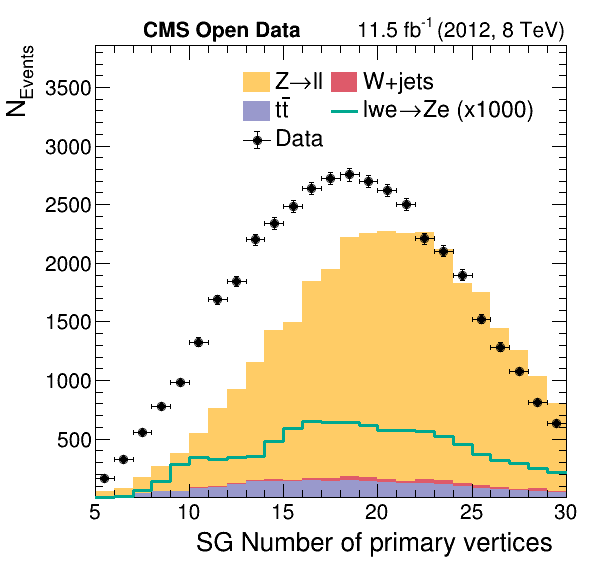 CMS Open Data 11.5 fb-1 (2012, 8 TeV)
NEvents
Z→ll W+jets
tt̄ lwe→Ze (x1000)
Data
3500
3000
2500
2000
1500
1000
500
5 10 15 20 25 30
SG Number of primary vertices